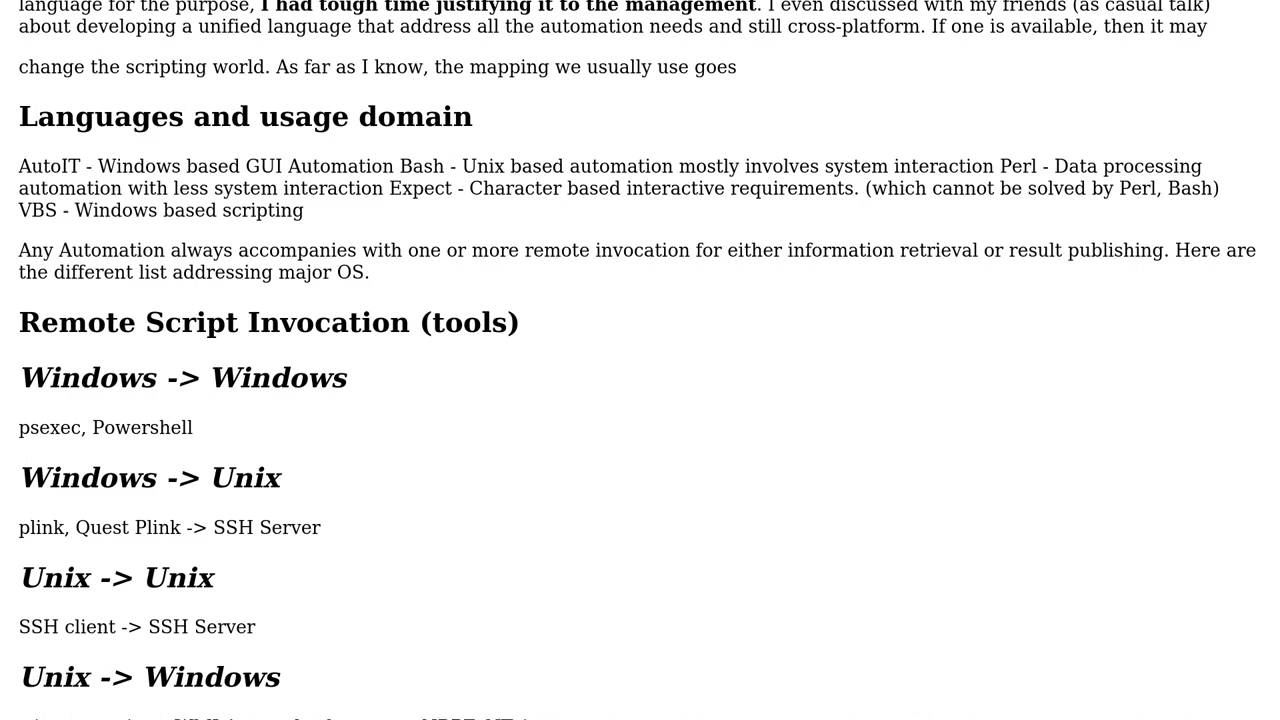 language for the purpose, I had tough time justifying it to the management. I even discussed with my friends (as casual talk)
about developing a unified language that address all the automation needs and still cross-platform. If one is available, then it may
change the scripting world. As far as I know, the mapping we usually use goes
Languages and usage domain
AutoIT - Windows based GUI Automation Bash - Unix based automation mostly involves system interaction Perl - Data processing
automation with less system interaction Expect - Character based interactive requirements. (which cannot be solved by Perl, Bash)
VBS - Windows based scripting
Any Automation always accompanies with one or more remote invocation for either information retrieval or result publishing. Here are
the different list addressing major OS.
Remote Script Invocation (tools)
Windows -> Windows
psexec, Powershell
Windows -> Unix
plink, Quest Plink -> SSH Server
Unix -> Unix
SSH client -> SSH Server
Unix -> Windows